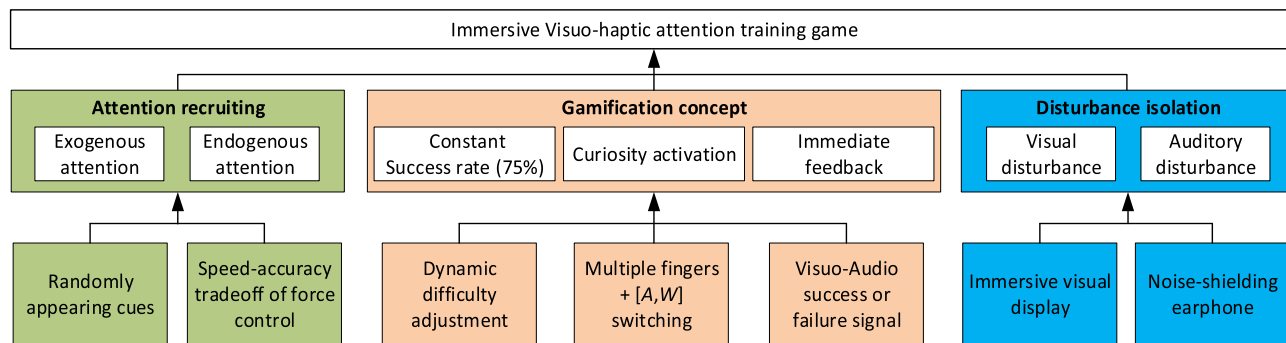 Immersive Visuo-haptic attention training game
Attention recruiting
Exogenous
attention
Endogenous
attention
Gamification concept
Constant
Success rate (75%)
Curiosity activation
Immediate
feedback
Disturbance isolation
Visual
disturbance
Auditory
disturbance
Randomly
appearing cues
Speed-accuracy
tradeoff of force
control
Dynamic
difficulty
adjustment
Multiple fingers
+ [A,W]
switching
Visuo-Audio
success or
failure signal
Immersive visual
display
Noise-shielding
earphone